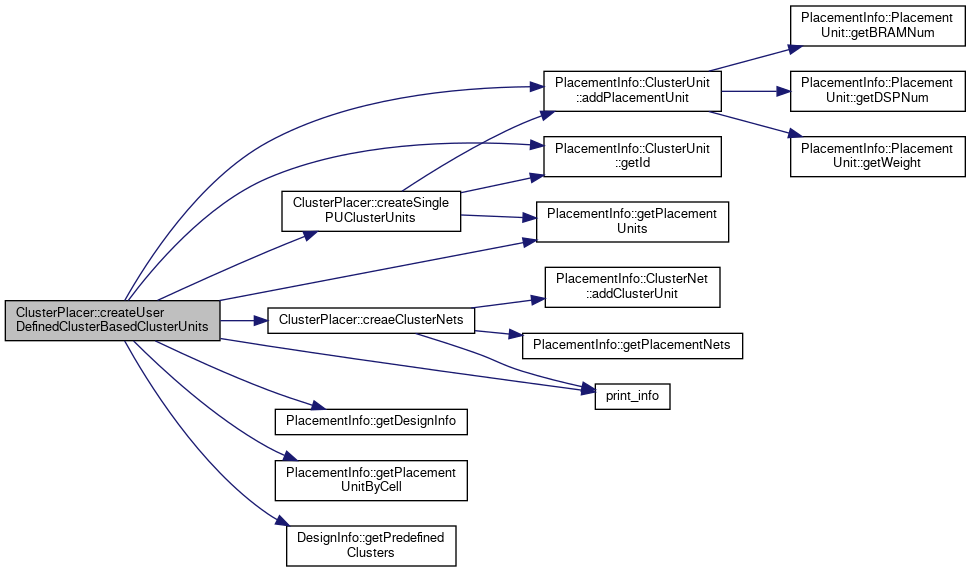 PlacementInfo::Placement
Unit::getBRAMNum
PlacementInfo::ClusterUnit
::addPlacementUnit
PlacementInfo::Placement
Unit::getDSPNum
PlacementInfo::ClusterUnit
::getId
PlacementInfo::Placement
Unit::getWeight
ClusterPlacer::createSingle
PUClusterUnits
PlacementInfo::getPlacement
Units
PlacementInfo::ClusterNet
::addClusterUnit
ClusterPlacer::createUser
DefinedClusterBasedClusterUnits
ClusterPlacer::creaeClusterNets
PlacementInfo::getPlacementNets
print_info
PlacementInfo::getDesignInfo
PlacementInfo::getPlacement
UnitByCell
DesignInfo::getPredefined
Clusters